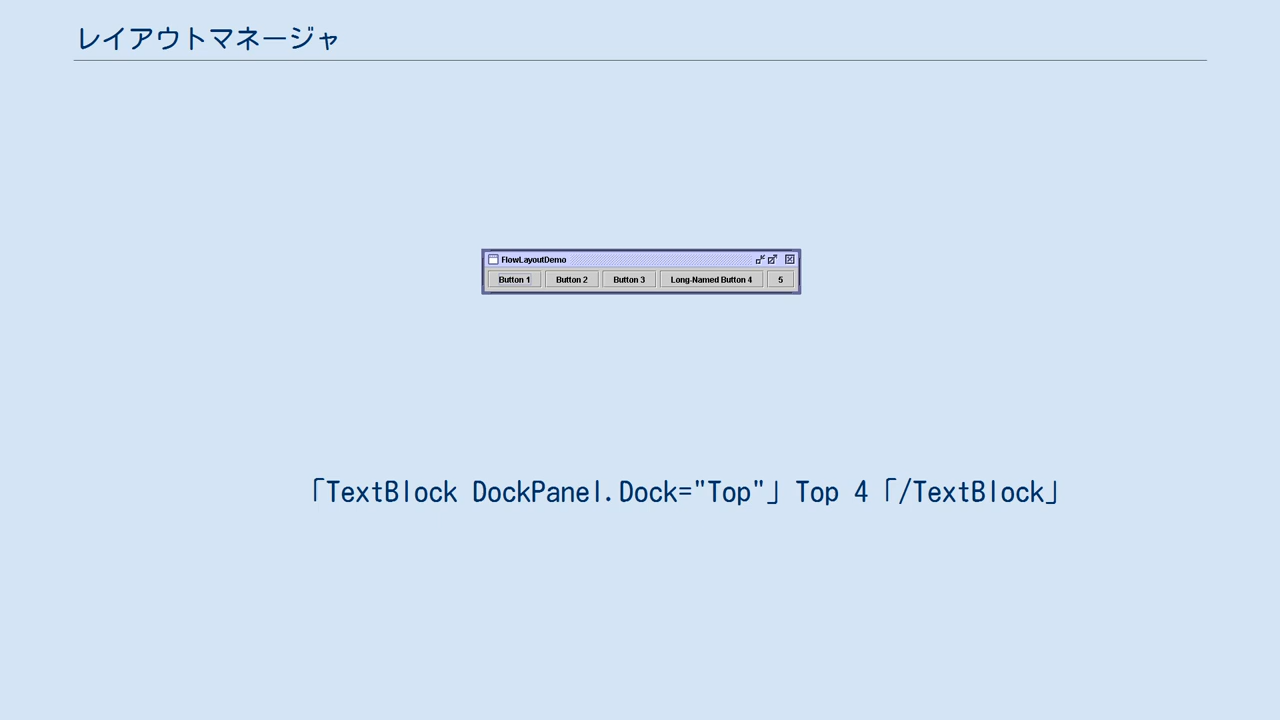 レイアウトマネージャ
FlowLayoutDemo
Button 1 Button 2 Button 3 Long-Named Button 4 5
「TextBlock DockPanel.Dock="Top"」Top 4「/TextBlock」